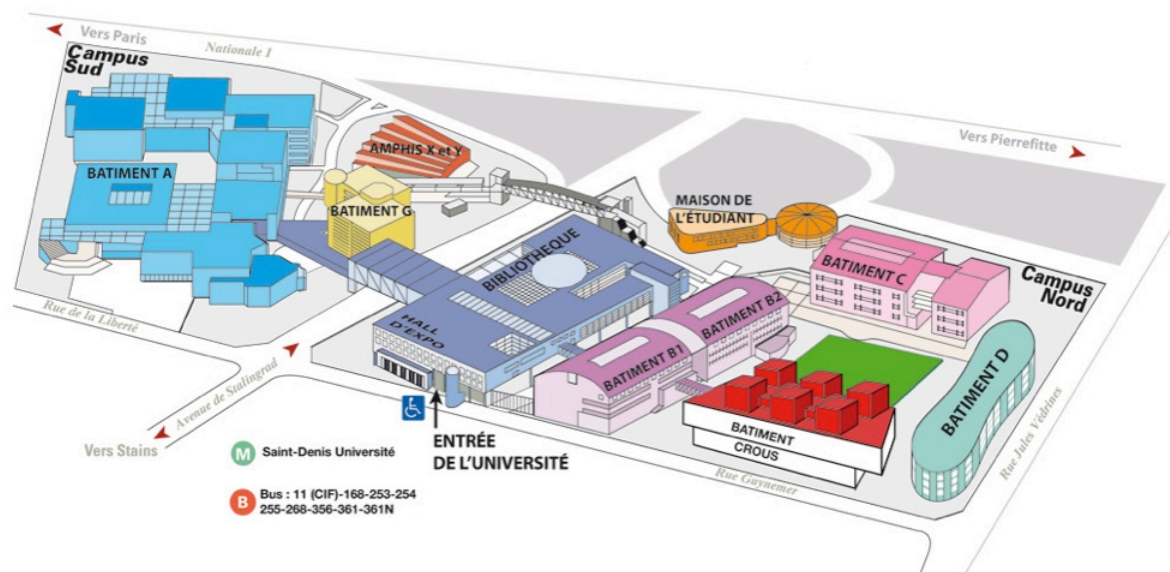 Vers Paris
Nationale 1
Campus
Sud
Vers Pierrefitte
AMPHIS X et Y
BATIMENT A
BATIMENT G
MAISON DE
L'ÉTUDIANT
BIBLIOTHEQUE
BATIMENT C
Campus
Nord
HALL
D'EXPO
BATIMENT B2
BATIMENT B1
BATIMENT D
Rue de la Liberté
Avenue de Stalingrad
Vers Stains
ENTRÉE
DE L'UNIVERSITÉ
BATIMENT
CROUS
Rue Guynemer
Rue Jules Védrines
M Saint-Denis Université
B Bus : 11 (CIF)-168-253-254
255-268-356-361-361N